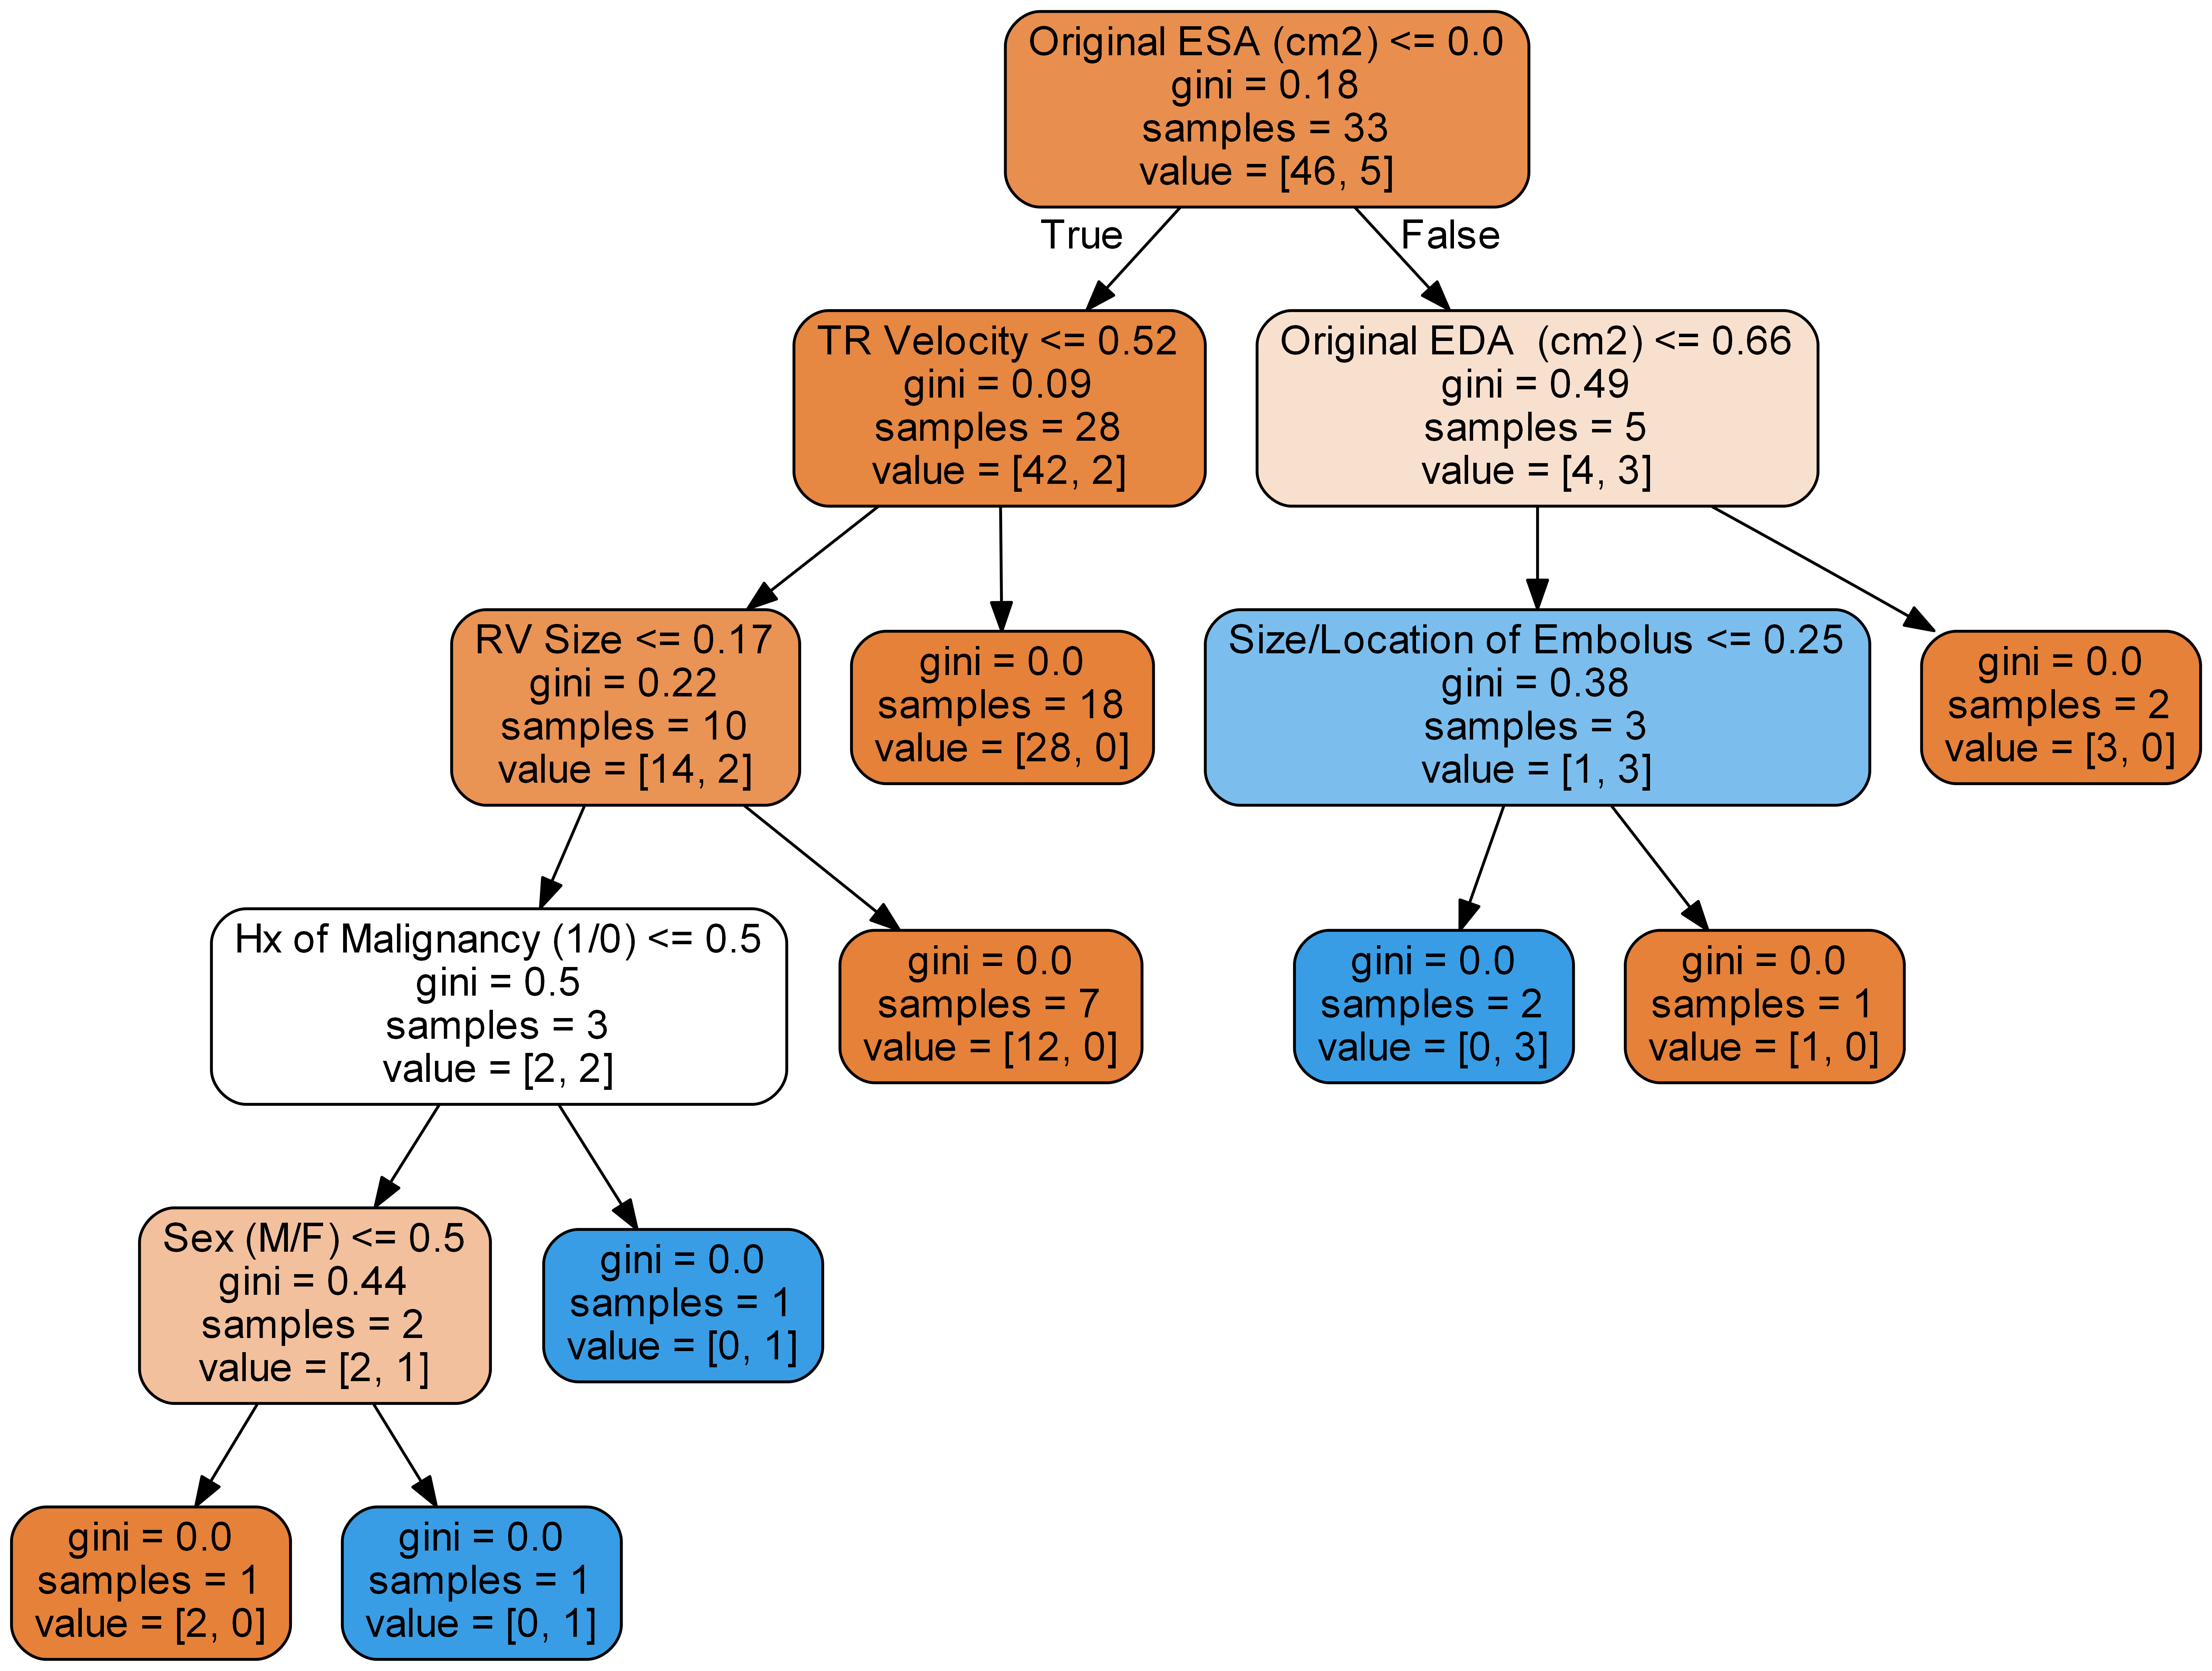 Original ESA (cm2) <= 0.0
gini = 0.18
samples = 33
value = [46, 5]
True
False
TR Velocity <= 0.52
gini = 0.09
samples = 28
value = [42, 2]
Original EDA  (cm2) <= 0.66
gini = 0.49
samples = 5
value = [4, 3]
RV Size <= 0.17
gini = 0.22
samples = 10
value = [14, 2]
gini = 0.0
samples = 18
value = [28, 0]
Size/Location of Embolus <= 0.25
gini = 0.38
samples = 3
value = [1, 3]
gini = 0.0
samples = 2
value = [3, 0]
Hx of Malignancy (1/0) <= 0.5
gini = 0.5
samples = 3
value = [2, 2]
gini = 0.0
samples = 7
value = [12, 0]
gini = 0.0
samples = 2
value = [0, 3]
gini = 0.0
samples = 1
value = [1, 0]
Sex (M/F) <= 0.5
gini = 0.44
samples = 2
value = [2, 1]
gini = 0.0
samples = 1
value = [0, 1]
gini = 0.0
samples = 1
value = [2, 0]
gini = 0.0
samples = 1
value = [0, 1]